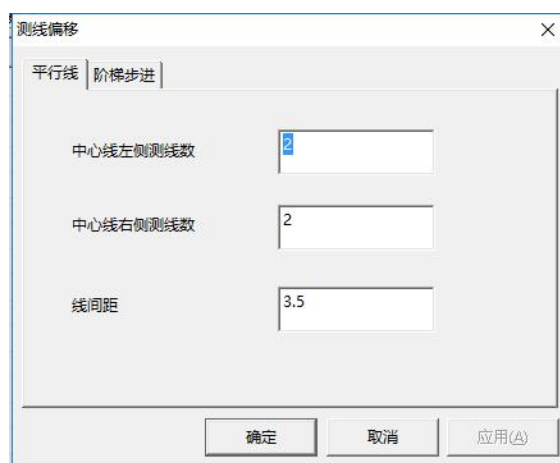 测线偏移
平行线 阶梯步进
中心线左侧测线数 2
中心线右侧测线数 2
线间距 3.5
确定 取消 应用(A)